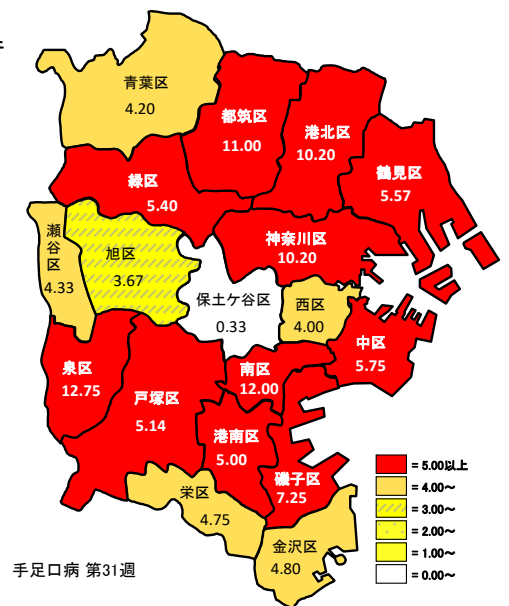 青葉区
4.20
都筑区
11.00
港北区
10.20
鶴見区
5.57
緑区
5.40
神奈川区
10.20
瀬谷区
4.33
旭区
3.67
保土ケ谷区
0.33
西区
4.00
中区
5.75
泉区
12.75
戸塚区
5.14
南区
12.00
港南区
5.00
磯子区
7.25
栄区
4.75
金沢区
4.80
= 5.00以上
= 4.00～
= 3.00～
= 2.00～
= 1.00～
= 0.00～
手足口病 第31週